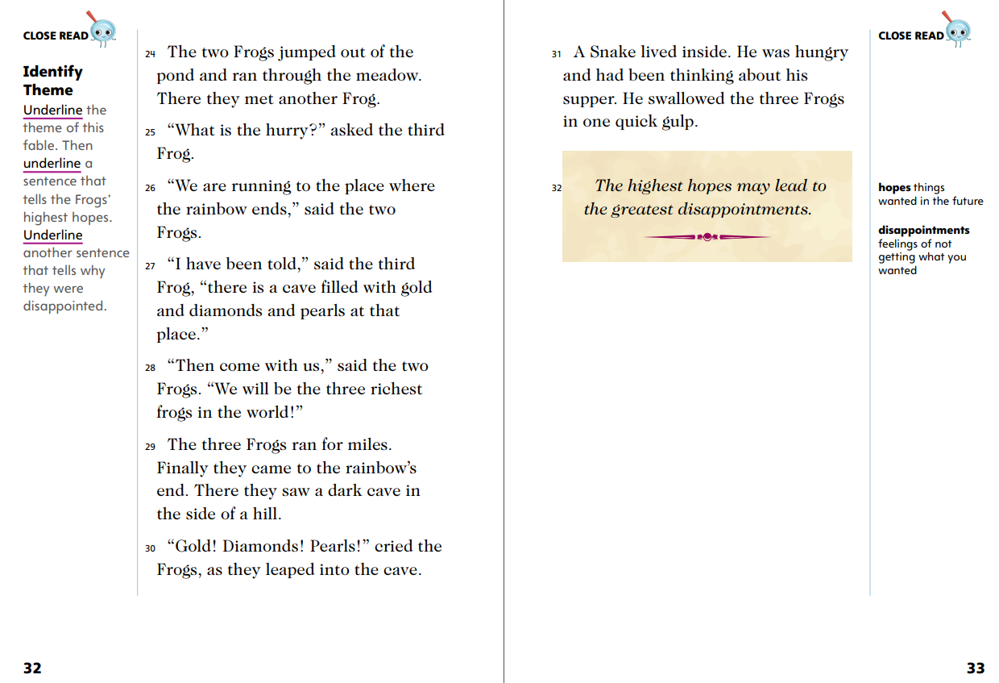 CLOSE READ
Identify
Theme
Underline the
theme of this
fable. Then
underline a
sentence that
tells the Frogs’
highest hopes.
Underline
another sentence
that tells why
they were
disappointed.
24 The two Frogs jumped out of the
pond and ran through the meadow.
There they met another Frog.
25 “What is the hurry?” asked the third
Frog.
26 “We are running to the place where
the rainbow ends,” said the two
Frogs.
27 “I have been told,” said the third
Frog, “there is a cave filled with gold
and diamonds and pearls at that
place.”
28 “Then come with us,” said the two
Frogs. “We will be the three richest
frogs in the world!”
29 The three Frogs ran for miles.
Finally they came to the rainbow’s
end. There they saw a dark cave in
the side of a hill.
30 “Gold! Diamonds! Pearls!” cried the
Frogs, as they leaped into the cave.
32
31 A Snake lived inside. He was hungry
and had been thinking about his
supper. He swallowed the three Frogs
in one quick gulp.
32 The highest hopes may lead to
the greatest disappointments.
CLOSE READ
hopes things
wanted in the future
disappointments
feelings of not
getting what you
wanted
33